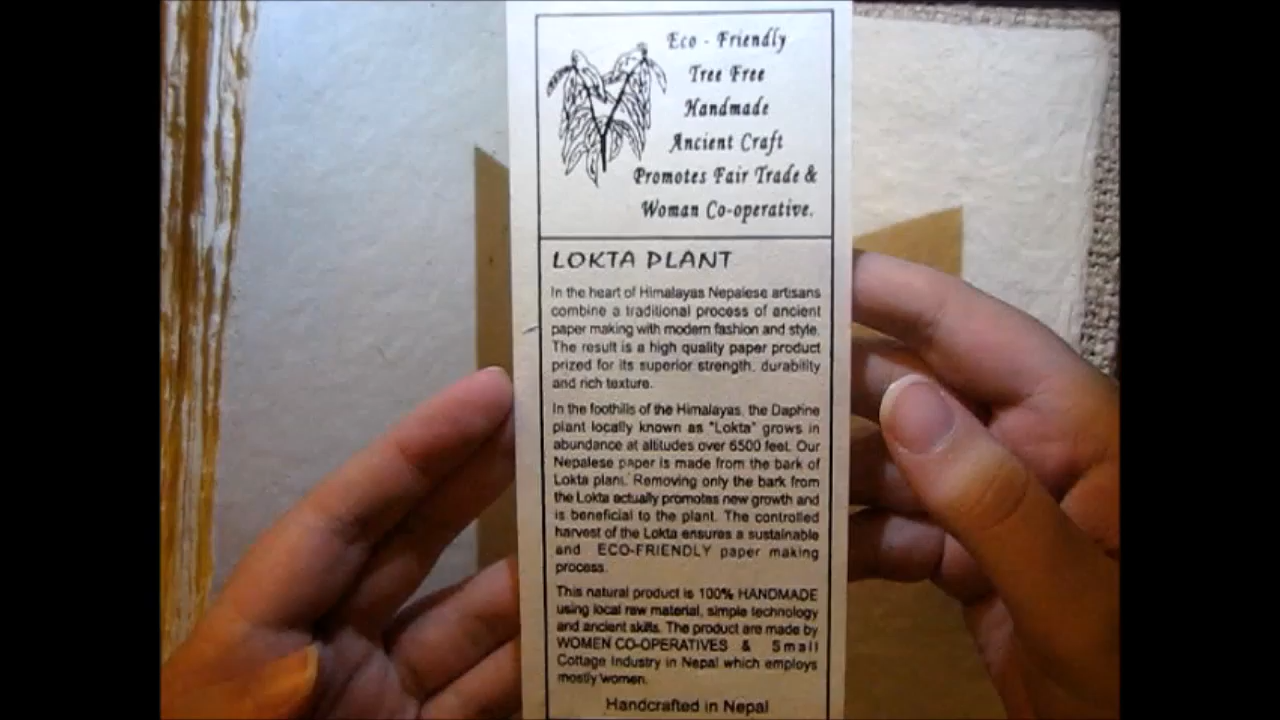 Eco - Friendly
Tree Free
Handmade
Ancient Craft
Promotes Fair Trade &
Woman Co-operative.
LOKTA PLANT
In the heart of Himalayas Nepalese artisans
combine a traditional process of ancient
paper making with modern fashion and style.
The result is a high quality paper product
prized for its superior strength, durability
and rich texture.
In the foothills of the Himalayas, the Daphne
plant locally known as "Lokta" grows in
abundance at altitudes over 6500 feet. Our
Nepalese paper is made from the bark of
Lokta plant. Removing only the bark from
the Lokta actually promotes new growth and
is beneficial to the plant. The controlled
harvest of the Lokta ensures a sustainable
and ECO-FRIENDLY paper making
process.
This natural product is 100% HANDMADE
using local raw material, simple technology
and ancient skills. The product are made by
WOMEN CO-OPERATIVES & Small
Cottage Industry in Nepal which employs
mostly women.
Handcrafted in Nepal